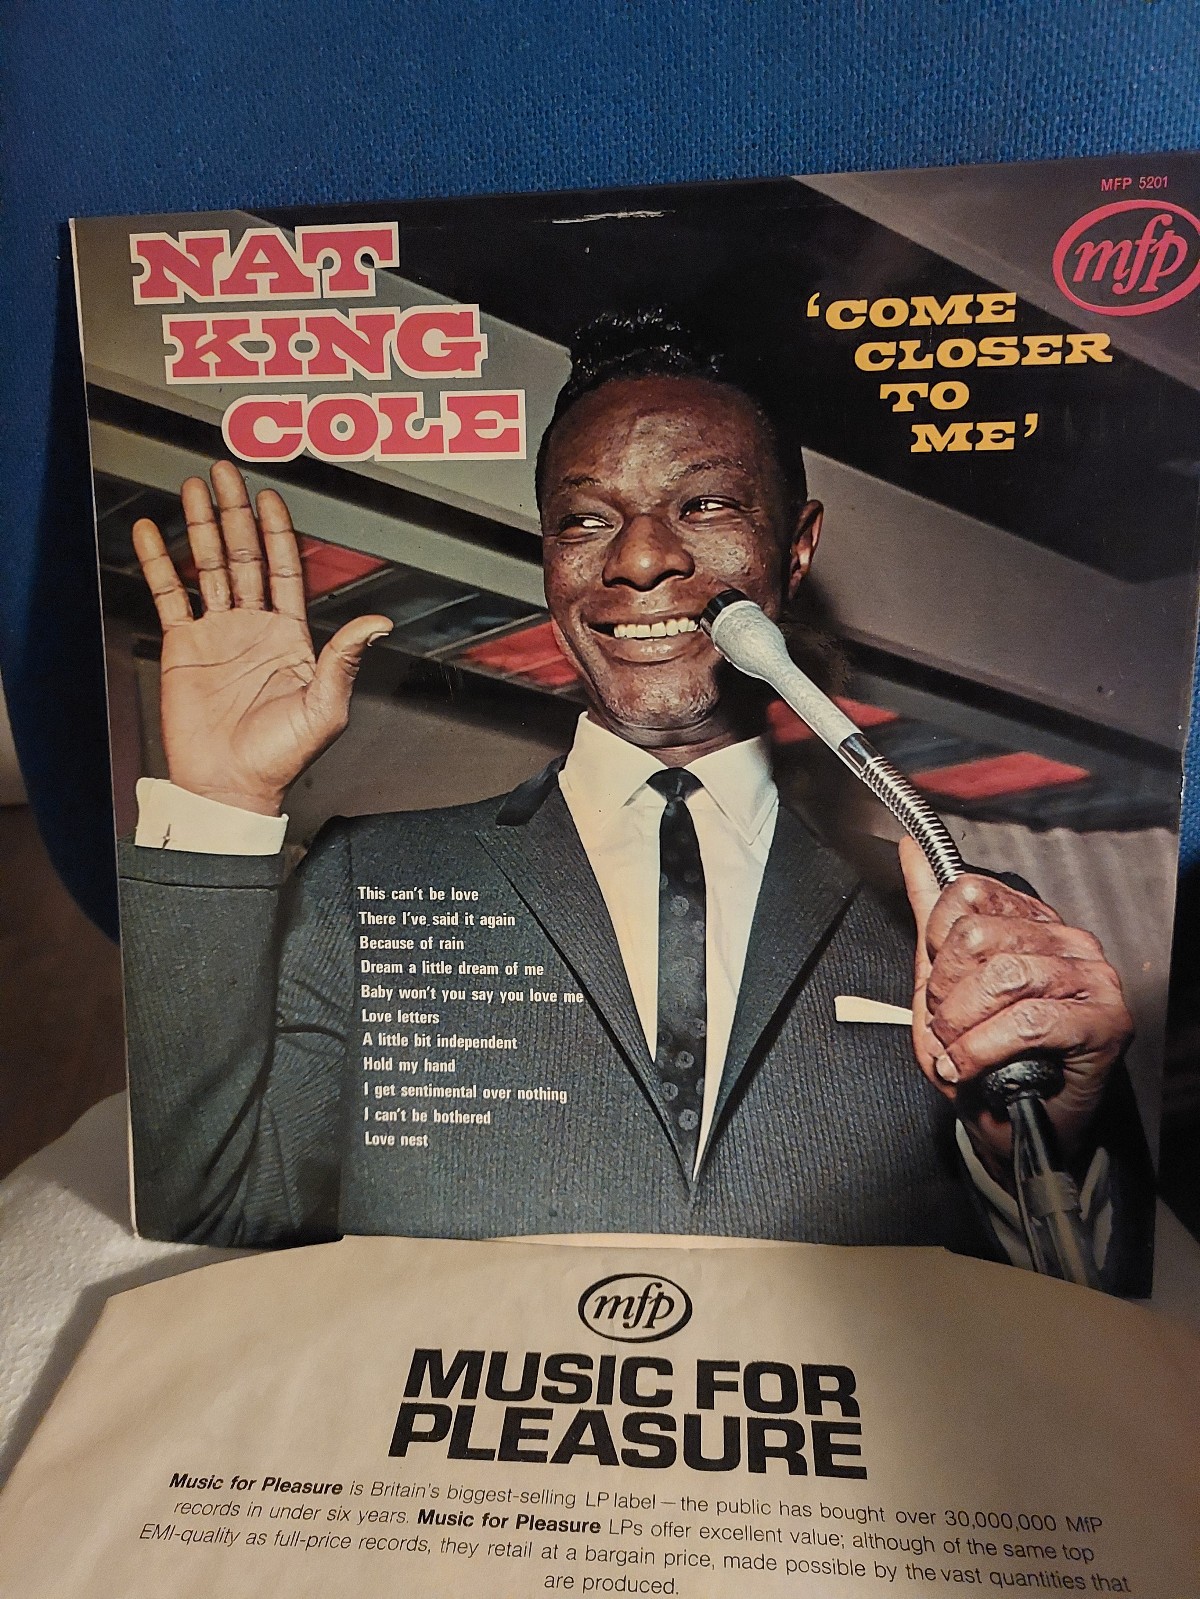 MFP 5201
mfp
NAT
KING
COLE
‘COME
CLOSER
TO
ME’
This can't be love
There I've said it again
Because of rain
Dream a little dream of me
Baby won't you say you love me
Love letters
A little bit independent
Hold my hand
I get sentimental over nothing
I can't be bothered
Love nest
mfp
MUSIC FOR
PLEASURE
Music for Pleasure is Britain's biggest-selling LP label — the public has bought over 30,000,000 MfP
records in under six years. Music for Pleasure LPs offer excellent value; although of the same top
EMI-quality as full-price records, they retail at a bargain price, made possible by the vast quantities that
are produced.